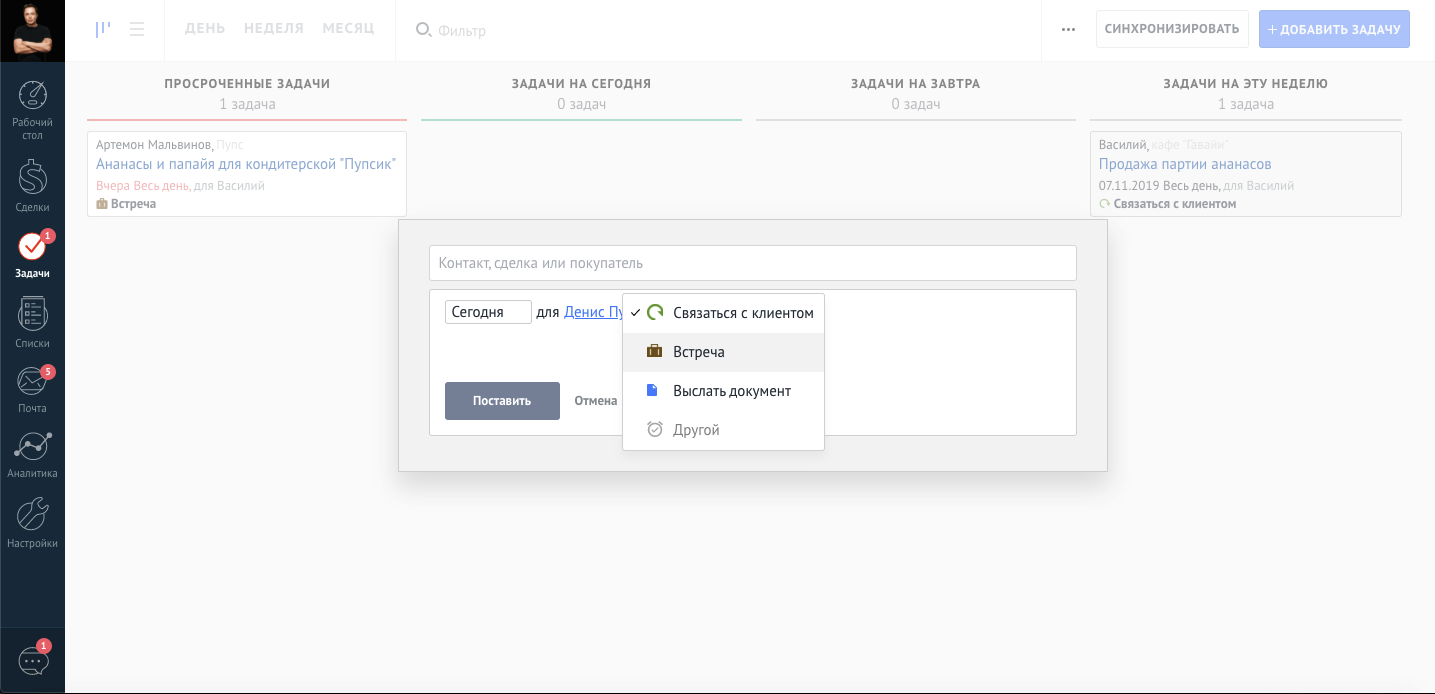 Рабочий
стол
Сделки
1
Задачи
Списки
5
Почта
Аналитика
Настройки
1
ДЕНЬ НЕДЕЛЯ МЕСЯЦ
Фильтр
СИНХРОНИЗИРОВАТЬ
+ ДОБАВИТЬ ЗАДАЧУ
ПРОСРОЧЕННЫЕ ЗАДАЧИ
1 задача
ЗАДАЧИ НА СЕГОДНЯ
0 задач
ЗАДАЧИ НА ЗАВТРА
0 задач
ЗАДАЧИ НА ЭТУ НЕДЕЛЮ
1 задача
Артемон Мальвинов, Пупс
Ананасы и папайя для кондитерской "Пупсик"
Вчера Весь день, для Василий
Встреча
Василий, кафе "Гавайи"
Продажа партии ананасов
07.11.2019 Весь день, для Василий
Связаться с клиентом
Контакт, сделка или покупатель
Сегодня для Денис Пу
Связаться с клиентом
Встреча
Выслать документ
Другой
Поставить Отмена